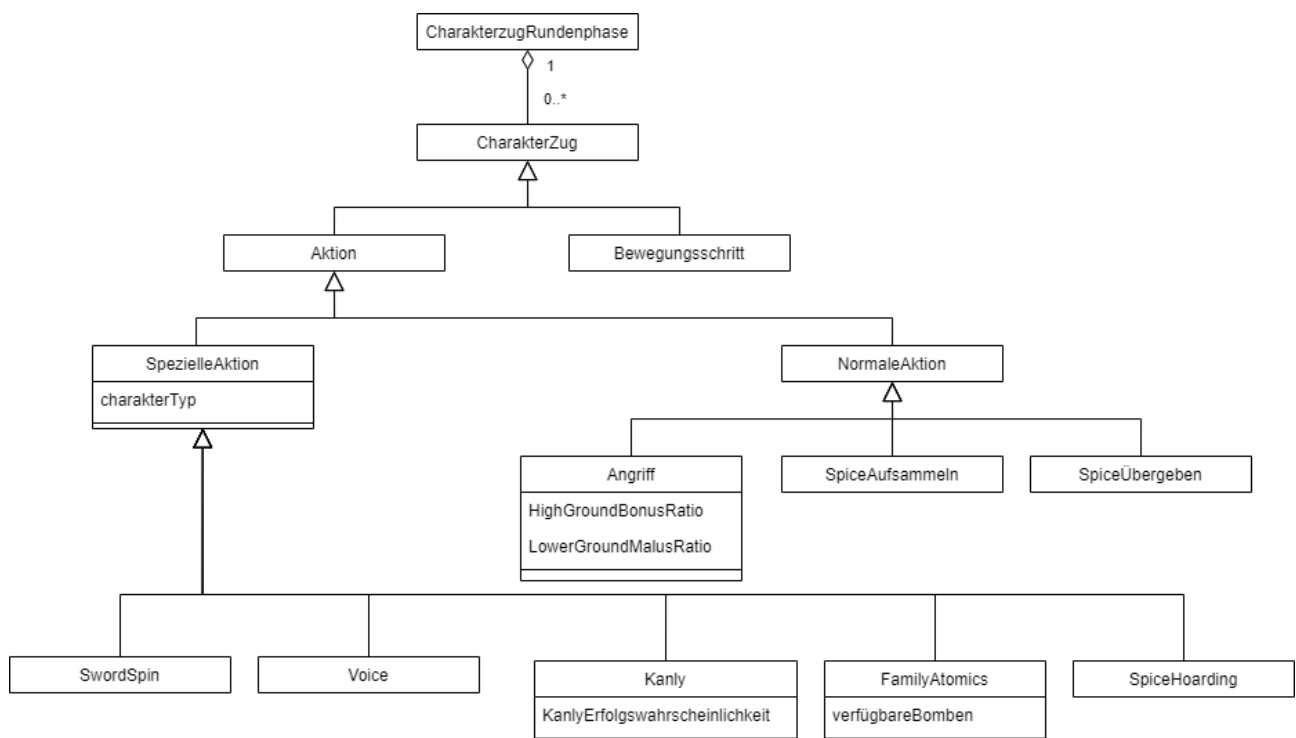 CharakterzugRundenphase
1
0..*
CharakterZug
Aktion
Bewegungsschritt
SpezielleAktion
charakterTyp
NormaleAktion
Angriff
HighGroundBonusRatio
LowerGroundMalusRatio
SpiceAufsammeln
SpiceÜbergeben
SwordSpin
Voice
Kanly
KanlyErfolgswahrscheinlichkeit
FamilyAtomics
verfügbareBomben
SpiceHoarding